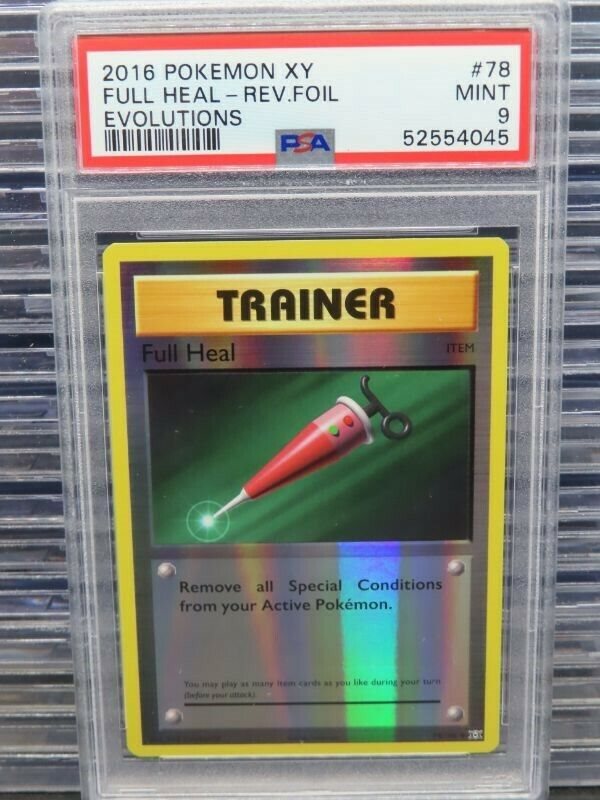 2016 POKEMON XY #78
FULL HEAL - REV.FOIL MINT
EVOLUTIONS 9
PSA 52554045
TRAINER
Full Heal ITEM
Remove all Special Conditions
from your Active Pokémon.
You may play as many item cards as you like during your turn
(before your attack).